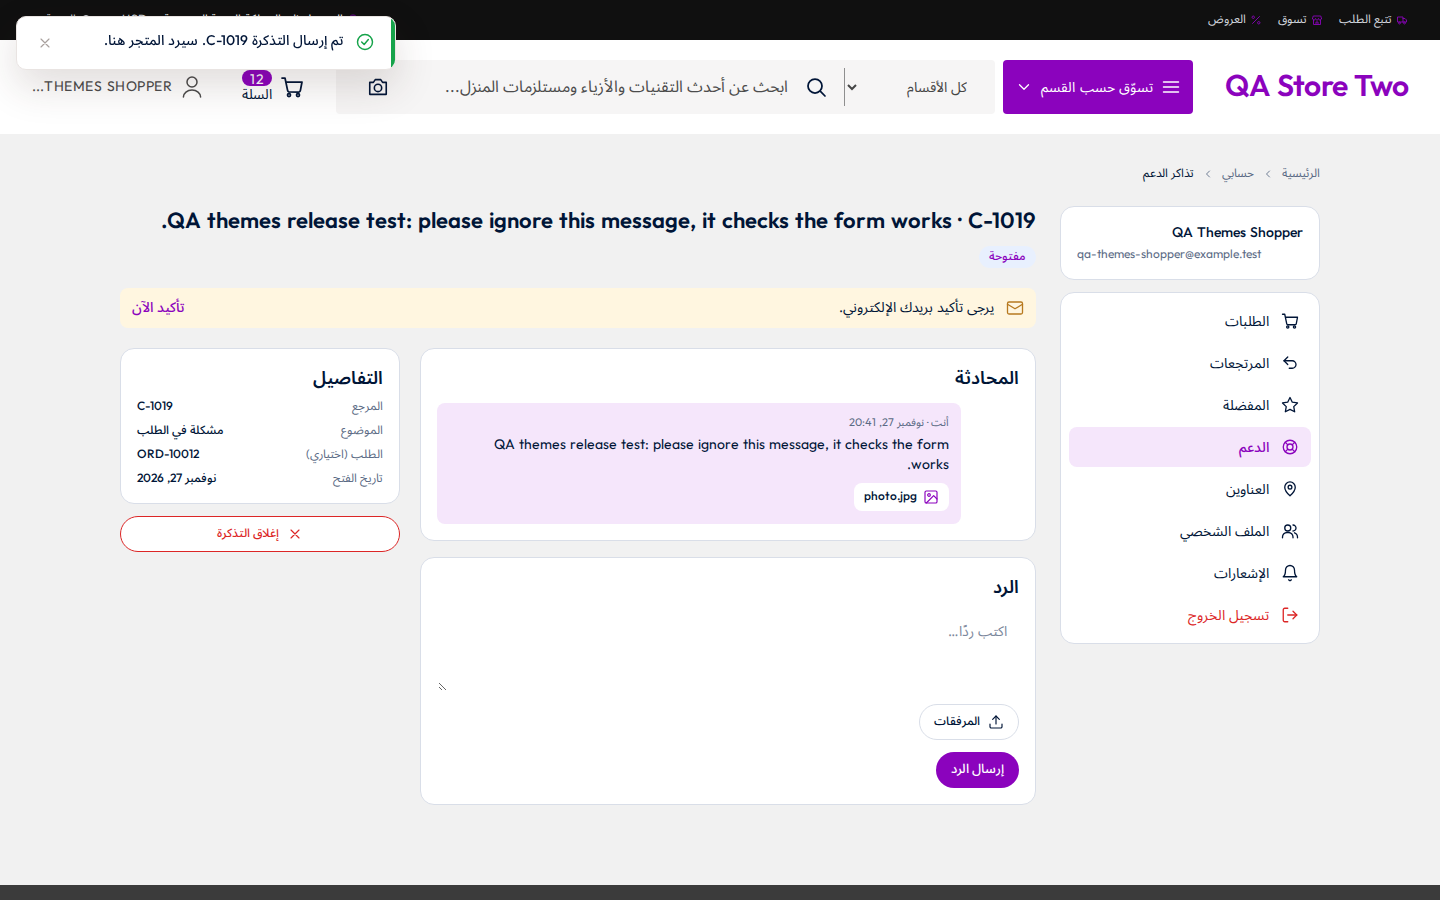 تتبع الطلب
تسوق
العروض
تم إرسال التذكرة C-1019. سيرد المتجر هنا.
QA Store Two
تسوّق حسب القسم
كل الأقسام
ابحث عن أحدث التقنيات والأزياء ومستلزمات المنزل...
12
السلة
THEMES SHOPPER...
الرئيسية
حسابي
تذاكر الدعم
QA Themes Shopper
qa-themes-shopper@example.test
الطلبات
المرتجعات
المفضلة
الدعم
العناوين
الملف الشخصي
الإشعارات
تسجيل الخروج
QA themes release test: please ignore this message, it checks the form works · C-1019.
مفتوحة
يرجى تأكيد بريدك الإلكتروني.
تأكيد الآن
المحادثة
أنت · نوفمبر 27, 20:41
QA themes release test: please ignore this message, it checks the form
works.
photo.jpg
الرد
اكتب ردًا...
المرفقات
إرسال الرد
التفاصيل
المرجع C-1019
الموضوع مشكلة في الطلب
الطلب (اختياري) ORD-10012
تاريخ الفتح نوفمبر 27, 2026
إغلاق التذكرة